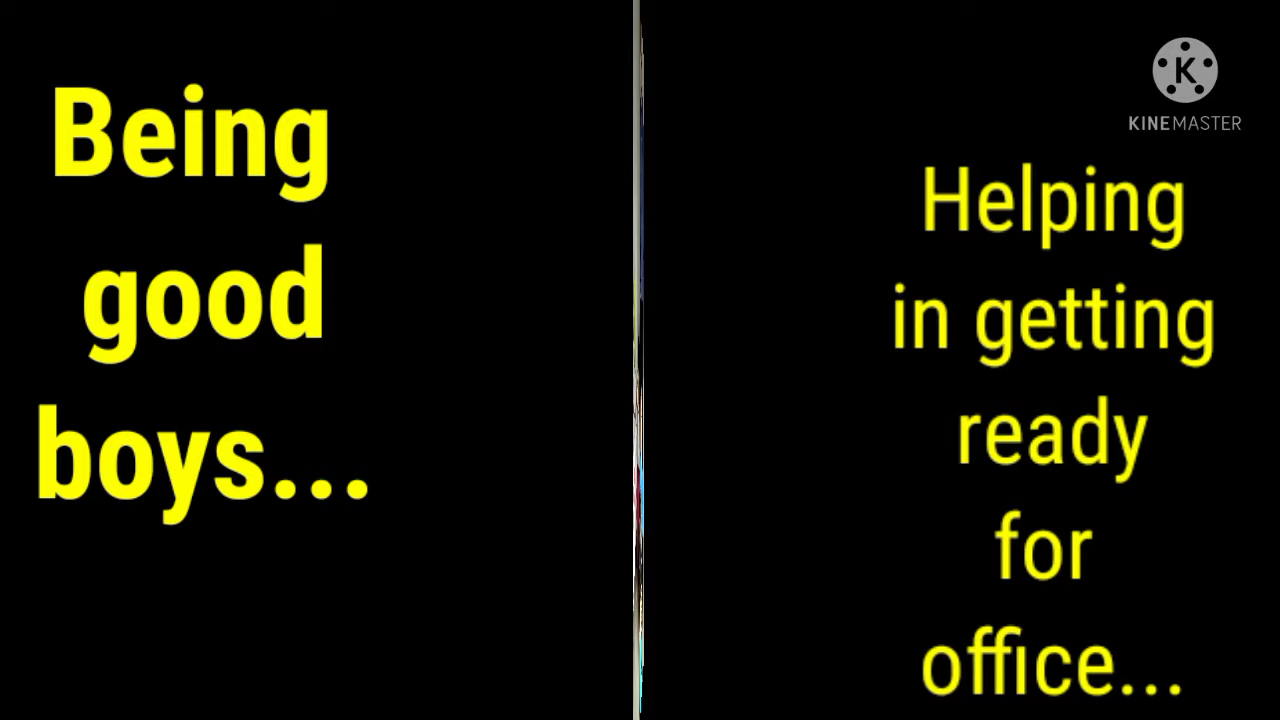 Being
good
boys...
KINEMASTER
Helping
in getting
ready
for
office...